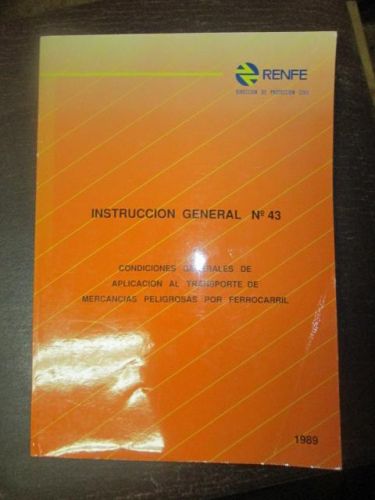 RENFE
DIRECCION DE PROTECCION CIVIL
INSTRUCCION GENERAL Nº 43
CONDICIONES GENERALES DE
APLICACION AL TRANSPORTE DE
MERCANCIAS PELIGROSAS POR FERROCARRIL
1989